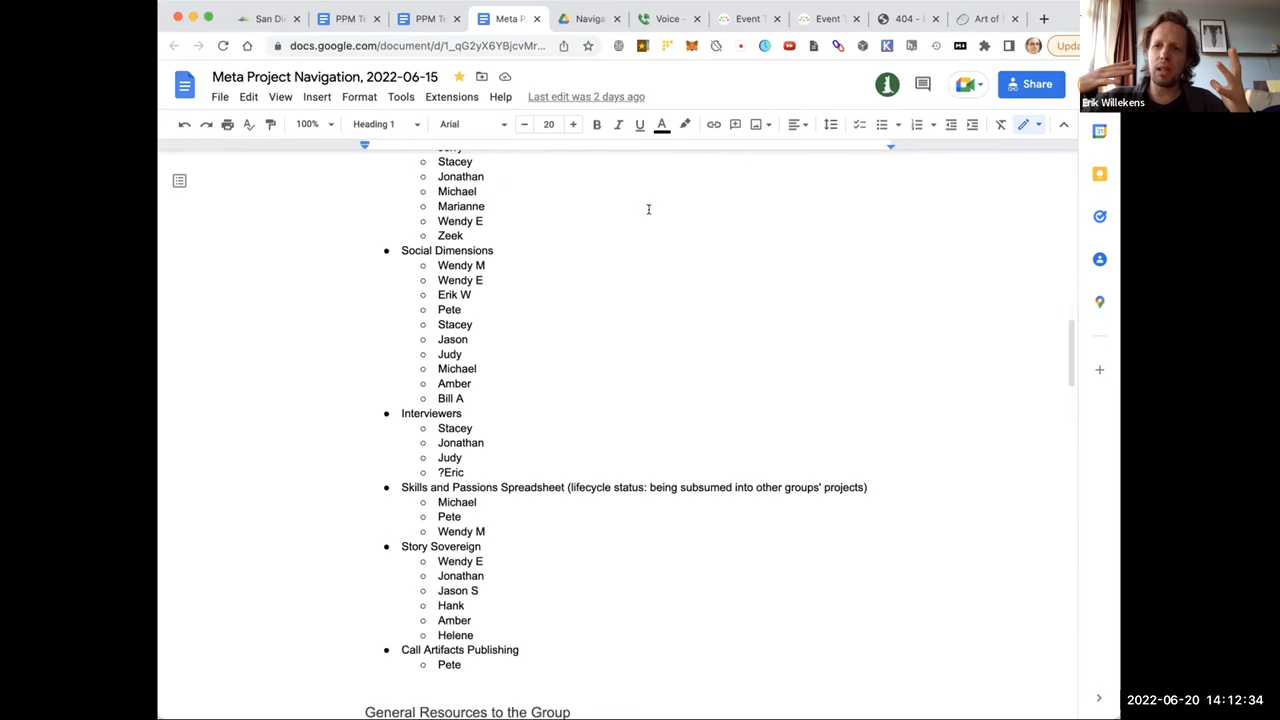 San Di
PPM Te
PPM Te
Meta P
Naviga
Voice -
Event T
Event T
404 -
Art of
docs.google.com/document/d/1_qG2yX6YBjcvMr...
Upda
Erik Willekens
Meta Project Navigation, 2022-06-15
Share
File Edit View Insert Format Tools Extensions Help Last edit was 2 days ago
100% Heading 1 Arial 20 B I U A
Stacey
Jonathan
Michael
Marianne
Wendy E
Zeek
Social Dimensions
Wendy M
Wendy E
Erik W
Pete
Stacey
Jason
Judy
Michael
Amber
Bill A
Interviewers
Stacey
Jonathan
Judy
?Eric
Skills and Passions Spreadsheet (lifecycle status: being subsumed into other groups' projects)
Michael
Pete
Wendy M
Story Sovereign
Wendy E
Jonathan
Jason S
Hank
Amber
Helene
Call Artifacts Publishing
Pete
General Resources to the Group
2022-06-20 14:12:34